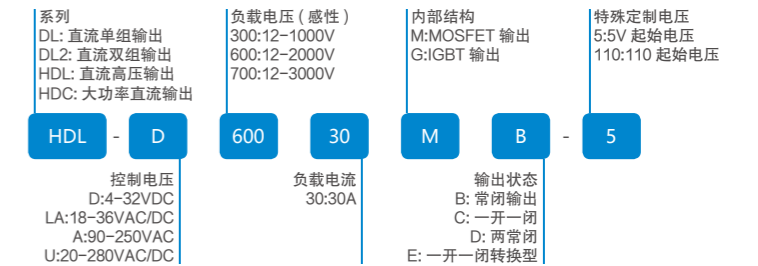 系列
DL: 直流单组输出
DL2: 直流双组输出
HDL: 直流高压输出
HDC: 大功率直流输出
负载电压 ( 感性 )
300:12-1000V
600:12-2000V
700:12-3000V
内部结构
M:MOSFET 输出
G:IGBT 输出
特殊定制电压
5:5V 起始电压
110:110 起始电压
HDL - D 600 30 M B - 5
控制电压
D:4-32VDC
LA:18-36VAC/DC
A:90-250VAC
U:20-280VAC/DC
负载电流
30:30A
输出状态
B: 常闭输出
C: 一开一闭
D: 两常闭
E: 一开一闭转换型